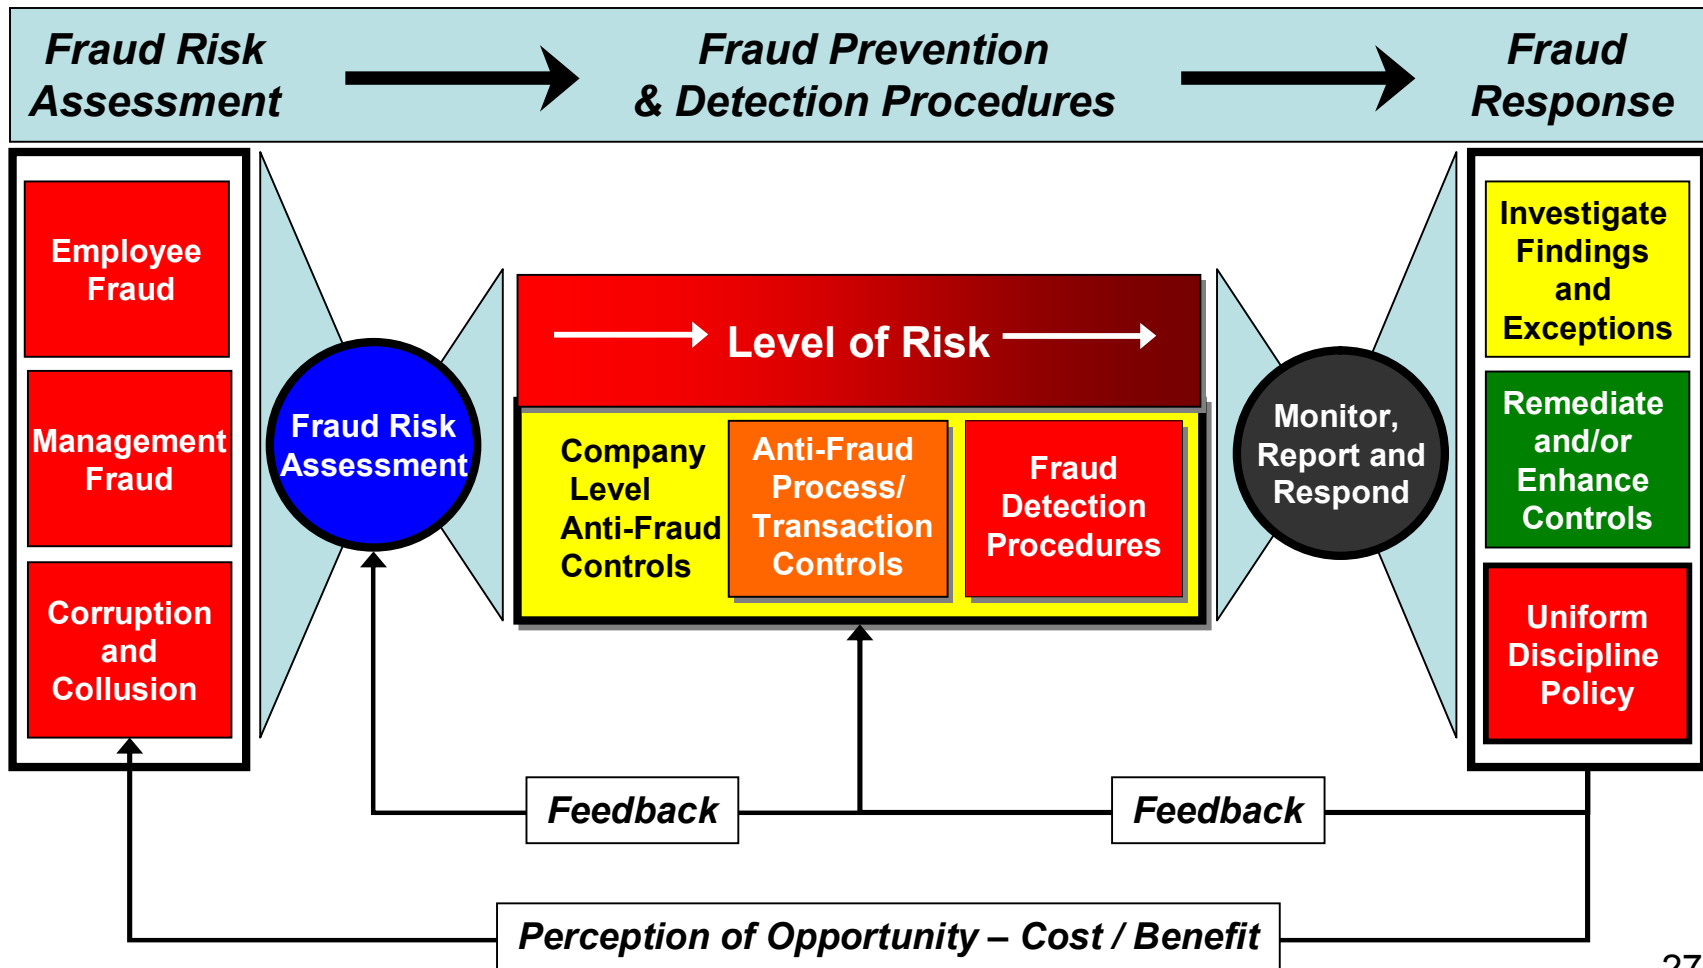 Fraud Risk
Assessment
Fraud Prevention
& Detection Procedures
Fraud
Response
Employee
Fraud
Management
Fraud
Corruption
and
Collusion
Fraud Risk
Assessment
Level of Risk
Company
Level
Anti-Fraud
Controls
Anti-Fraud
Process/
Transaction
Controls
Fraud
Detection
Procedures
Monitor,
Report and
Respond
Investigate
Findings
and
Exceptions
Remediate
and/or
Enhance
Controls
Uniform
Discipline
Policy
Feedback
Feedback
Perception of Opportunity – Cost / Benefit
27